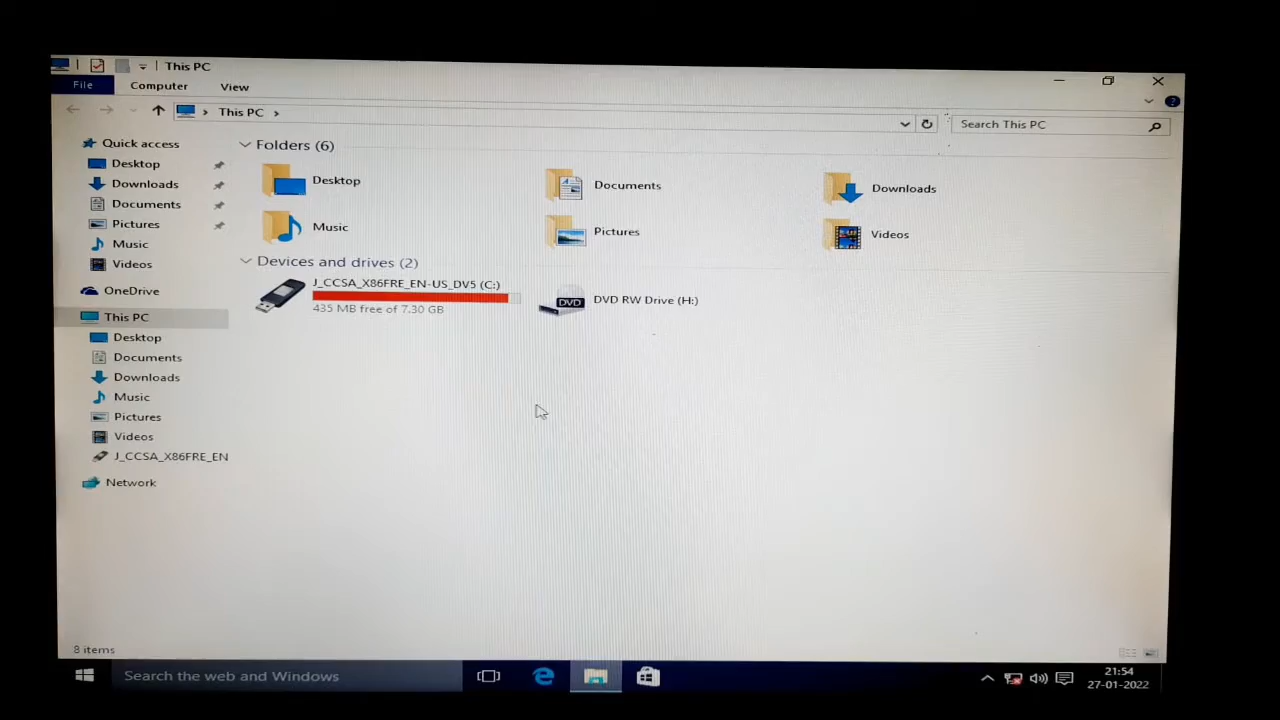 This PC
File
Computer
View
This PC
Search This PC
Quick access
Desktop
Downloads
Documents
Pictures
Music
Videos
OneDrive
This PC
Desktop
Documents
Downloads
Music
Pictures
Videos
J_CCSA_X86FRE_EN
Network
Folders (6)
Desktop
Documents
Downloads
Music
Pictures
Videos
Devices and drives (2)
J_CCSA_X86FRE_EN-US_DV5 (C:)
435 MB free of 7.30 GB
DVD
DVD RW Drive (H:)
8 items
Search the web and Windows
21:54
27-01-2022